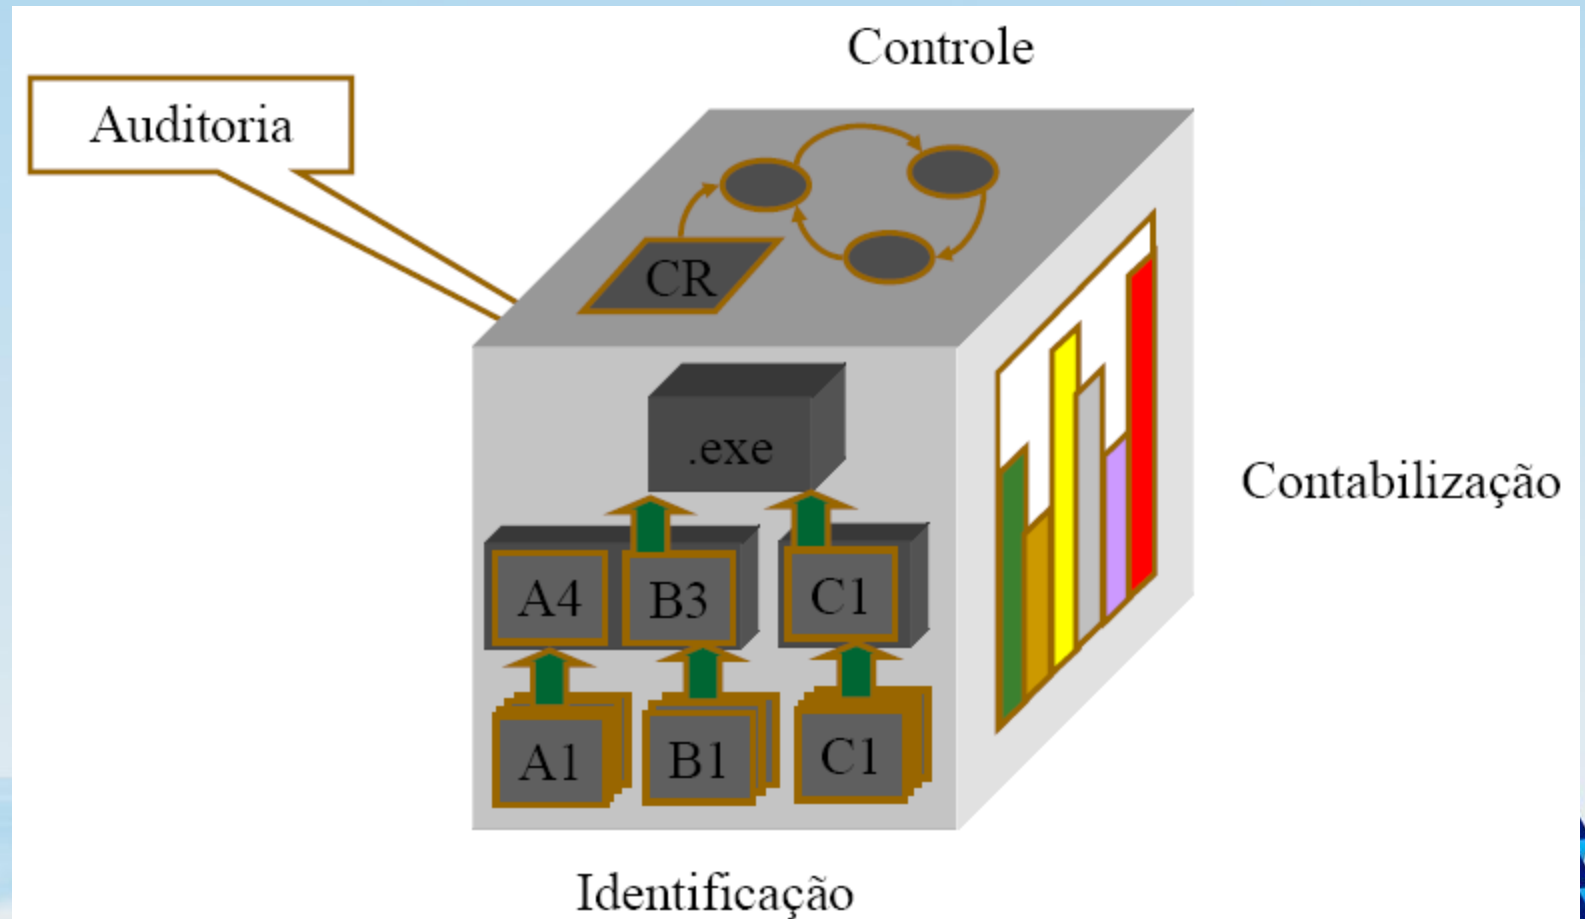 Controle
Auditoria
CR
.exe
A4
B3
C1
Contabilização
A1
B1
C1
Identificação